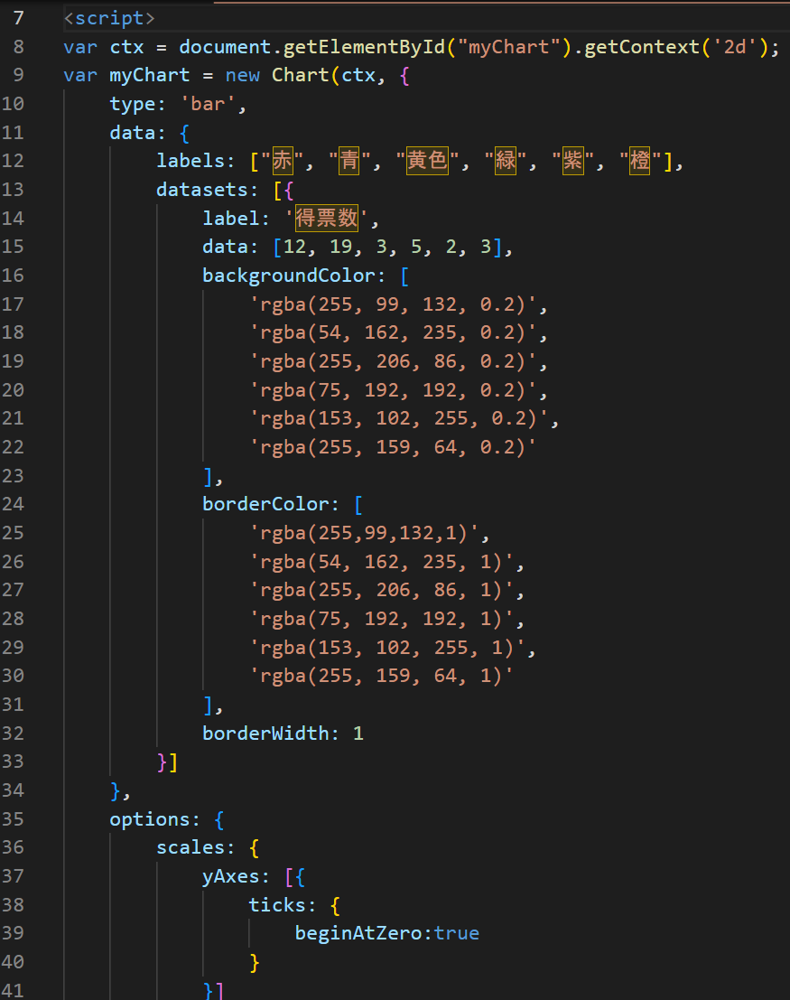 7 <script>
8 var ctx = document.getElementById("myChart").getContext('2d');
9 var myChart = new Chart(ctx, {
10 type: 'bar',
11 data: {
12 labels: ["赤", "青", "黄色", "緑", "紫", "橙"],
13 datasets: [{
14 label: '得票数',
15 data: [12, 19, 3, 5, 2, 3],
16 backgroundColor: [
17 'rgba(255, 99, 132, 0.2)',
18 'rgba(54, 162, 235, 0.2)',
19 'rgba(255, 206, 86, 0.2)',
20 'rgba(75, 192, 192, 0.2)',
21 'rgba(153, 102, 255, 0.2)',
22 'rgba(255, 159, 64, 0.2)'
23 ],
24 borderColor: [
25 'rgba(255,99,132,1)',
26 'rgba(54, 162, 235, 1)',
27 'rgba(255, 206, 86, 1)',
28 'rgba(75, 192, 192, 1)',
29 'rgba(153, 102, 255, 1)',
30 'rgba(255, 159, 64, 1)'
31 ],
32 borderWidth: 1
33 }]
34 },
35 options: {
36 scales: {
37 yAxes: [{
38 ticks: {
39 beginAtZero:true
40 }
41 }]